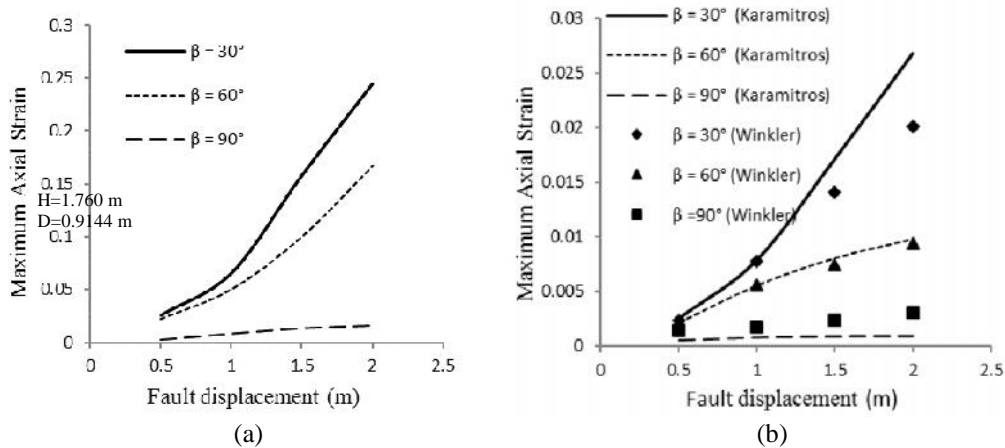 Maximum Axial Strain
0.3
0.25
0.2
0.15
0.1
0.05
0
β = 30°
β = 60°
β = 90°
H=1.760 m
D=0.9144 m
0 0.5 1 1.5 2 2.5
Fault displacement (m)
(a)
Maximum Axial Strain
0.03
0.025
0.02
0.015
0.01
0.005
0
β = 30° (Karamitros)
β = 60° (Karamitros)
β = 90° (Karamitros)
β = 30° (Winkler)
β = 60° (Winkler)
β =90° (Winkler)
0 0.5 1 1.5 2 2.5
Fault displacement (m)
(b)